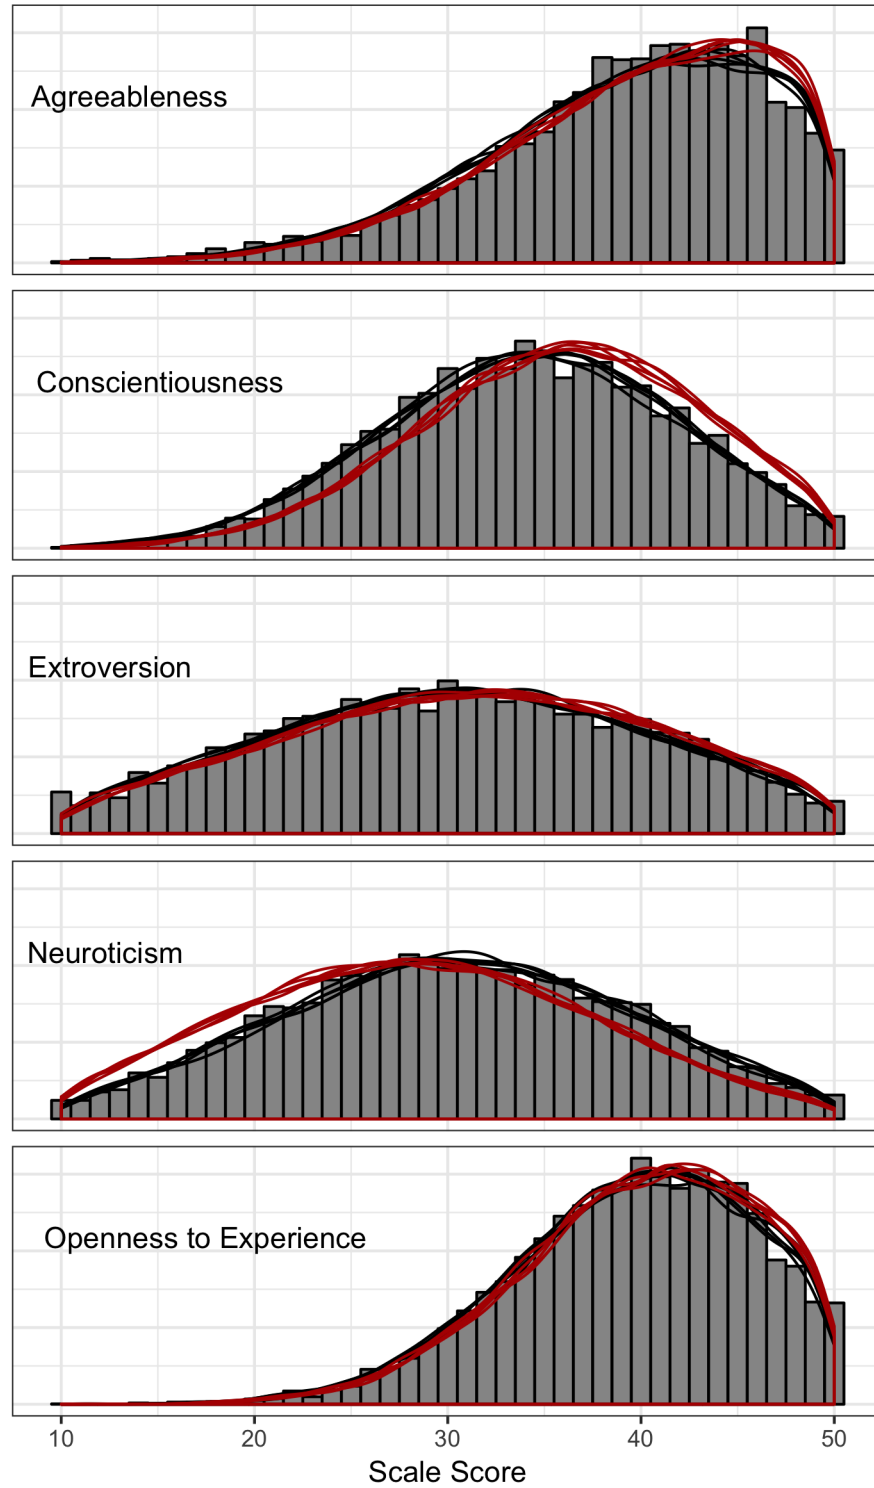 Agreeableness
Conscientiousness
Extroversion
Neuroticism
Openness to Experience
10 20 30 40 50
Scale Score